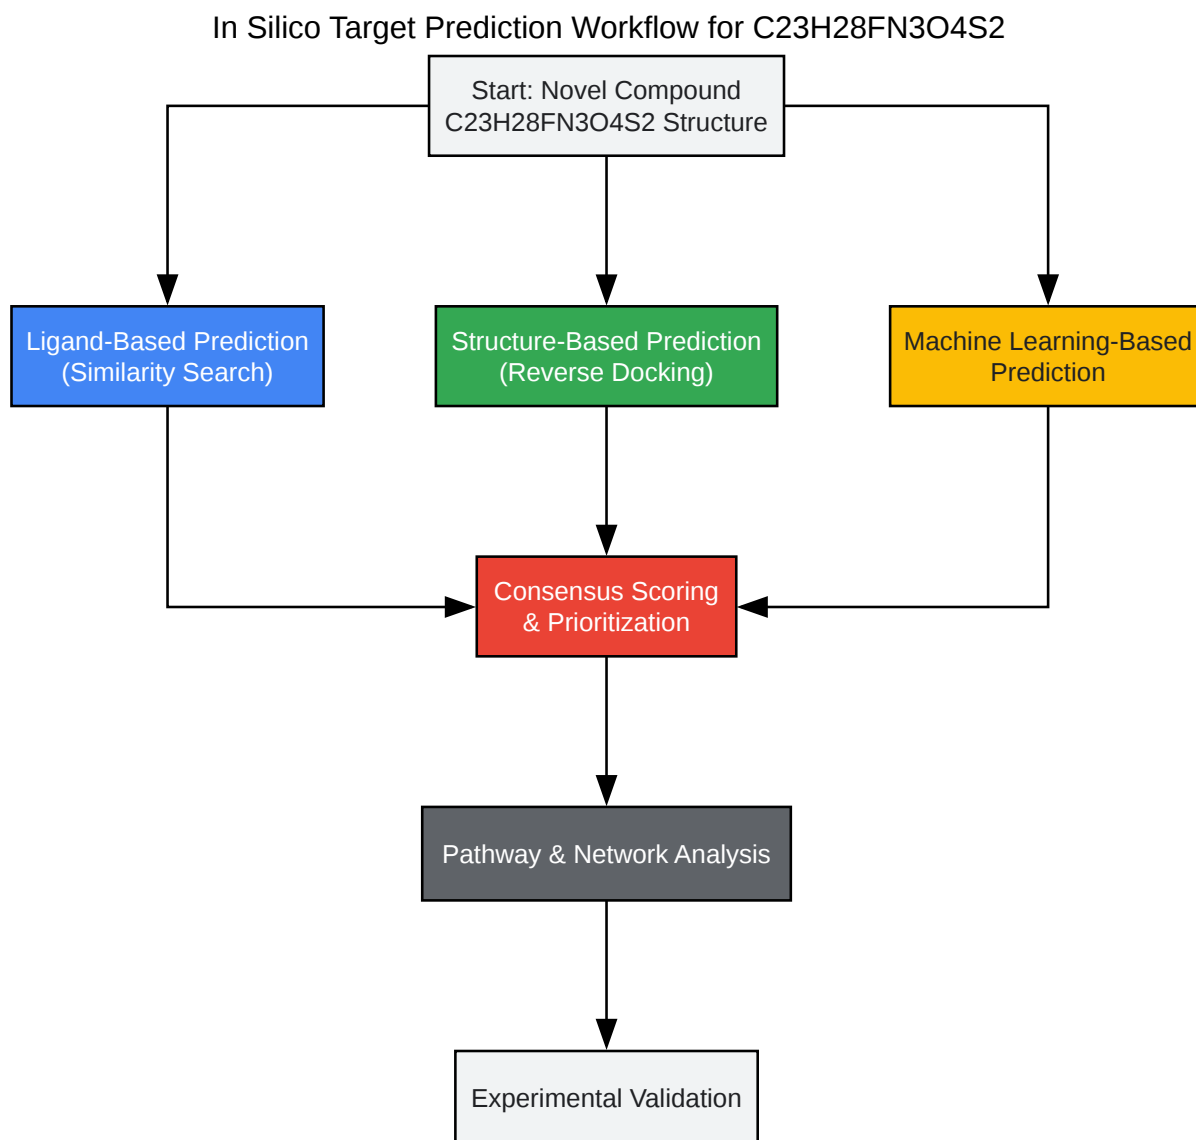 In Silico Target Prediction Workflow for C23H28FN3O4S2
Start: Novel Compound
C23H28FN3O4S2 Structure
Ligand-Based Prediction
(Similarity Search)
Structure-Based Prediction
(Reverse Docking)
Machine Learning-Based
Prediction
Consensus Scoring
& Prioritization
Pathway & Network Analysis
Experimental Validation